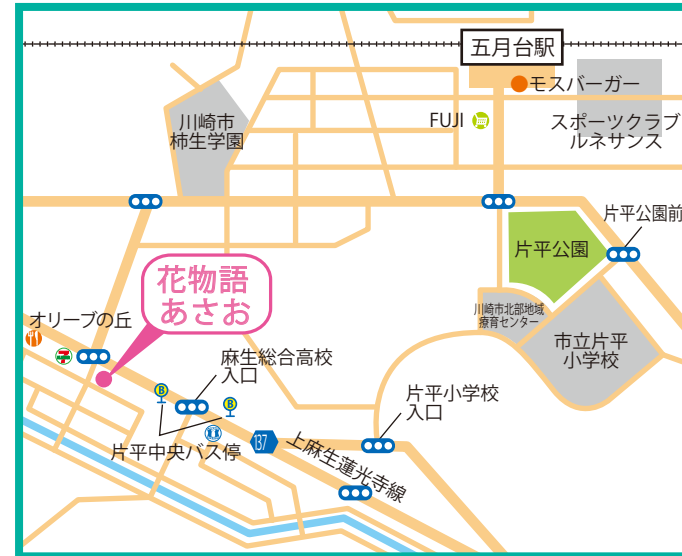 五月台駅
モスバーガー
FUJI
スポーツクラブ
ルネサンス
川崎市
柿生学園
片平公園前
片平公園
花物語
あさお
川崎市北部地域
療育センター
オリーブの丘
市立片平
小学校
7
麻生総合高校
入口
片平小学校
入口
B
B
137
片平中央バス停
上麻生蓮光寺線